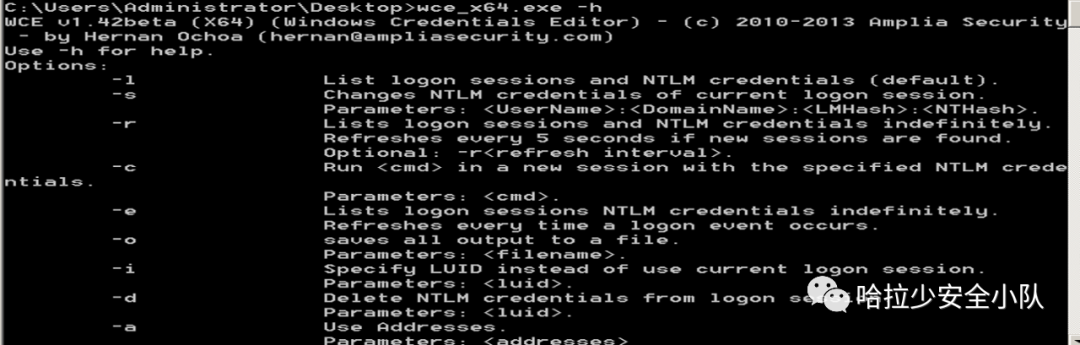 C:\Users\Administrator\Desktop>wce_x64.exe -h
WCE v1.42beta (X64) (Windows Credentials Editor) - (c) 2010-2013 Amplia Security
- by Hernan Ochoa (hernan@ampliasecurity.com)
Use -h for help.
Options:
-l List logon sessions and NTLM credentials (default).
-s Changes NTLM credentials of current logon session.
Parameters: <UserName>:<DomainName>:<LMHash>:<NTHash>.
-r Lists logon sessions and NTLM credentials indefinitely.
Refreshes every 5 seconds if new sessions are found.
Optional: -r<refresh interval>.
-c Run <cmd> in a new session with the specified NTLM crede
ntials.
Parameters: <cmd>.
-e Lists logon sessions NTLM credentials indefinitely.
Refreshes every time a logon event occurs.
-o saves all output to a file.
Parameters: <filename>.
-i Specify LUID instead of use current logon session.
Parameters: <luid>.
-d Delete NTLM credentials from logon
Parameters: <luid>.
-a Use Addresses.
Parameters: <addresses>
哈拉少安全小队